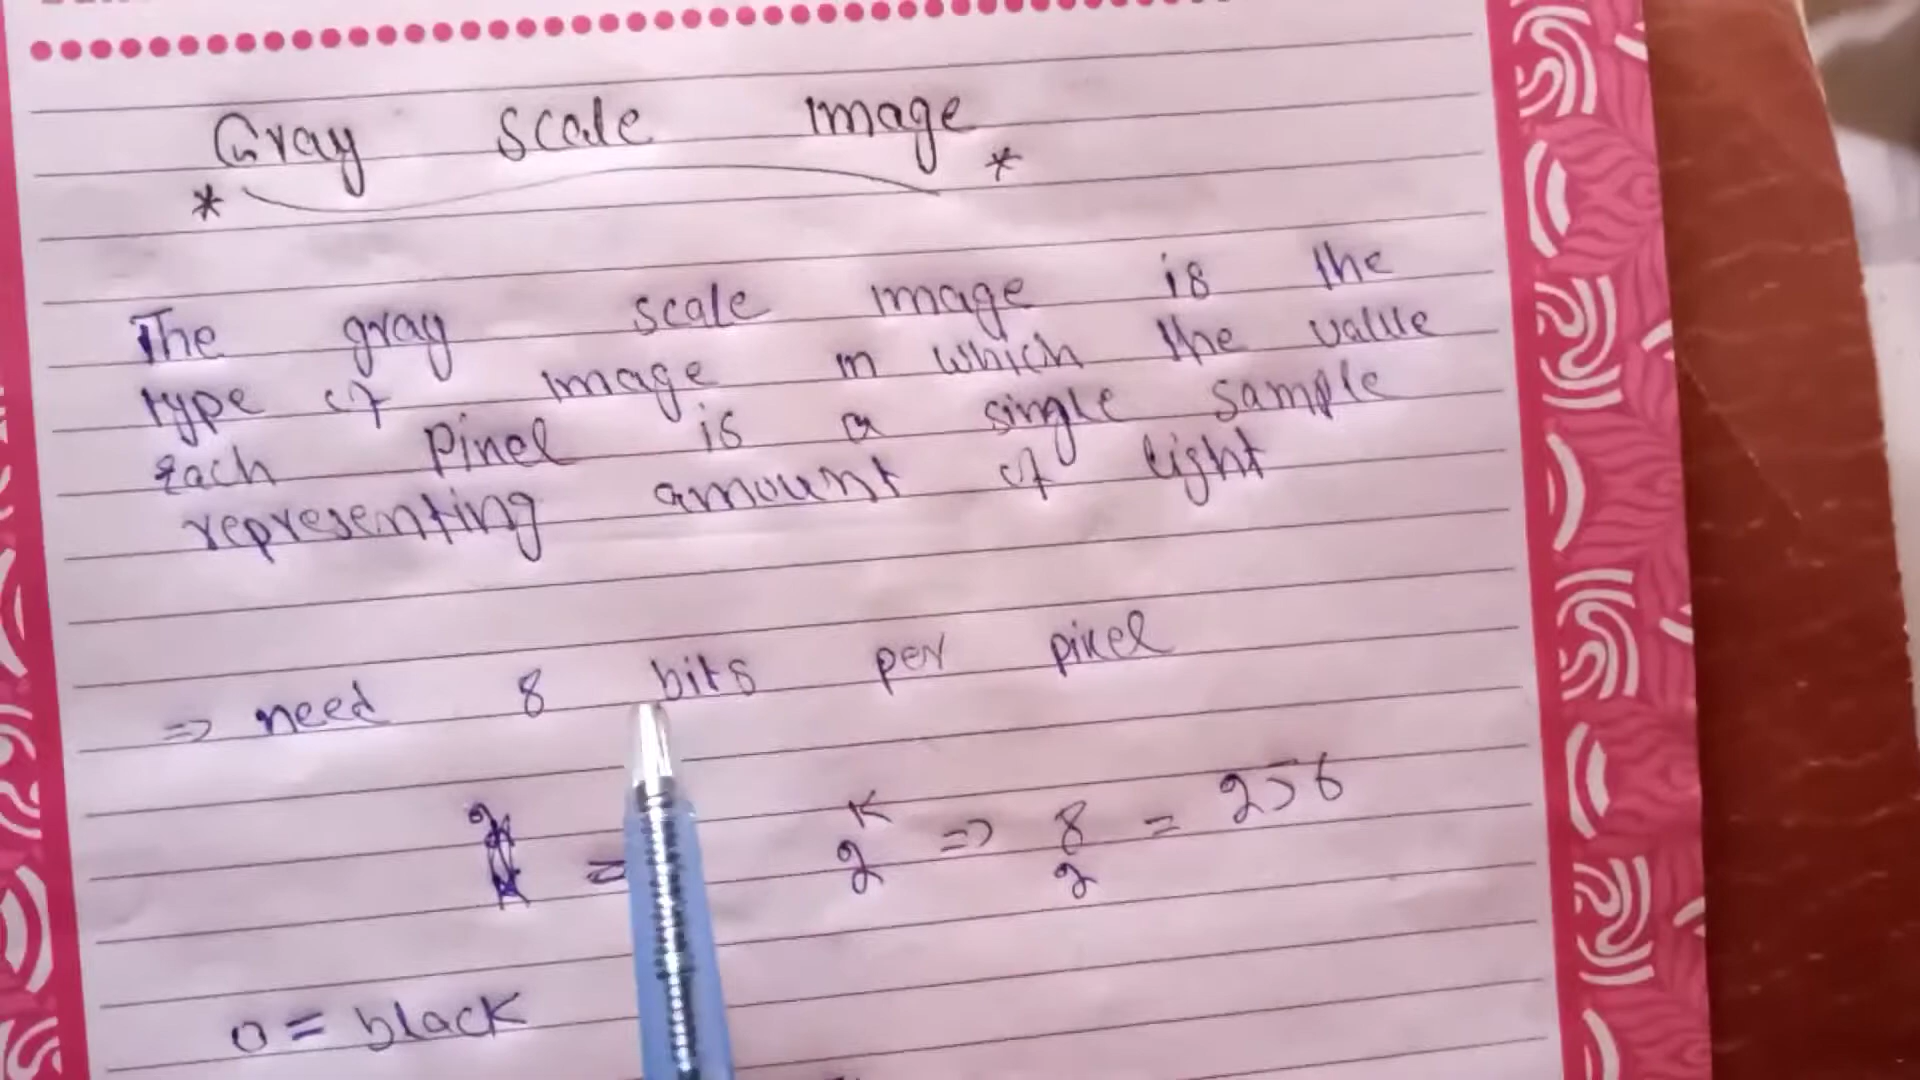 Gray scale image
* *
The gray scale image is the
type of image in which the value
each Pixel is a single sample
representing amount of light
=> need 8 bits per pixel
= 2^K => 2^8 = 256
0 = black